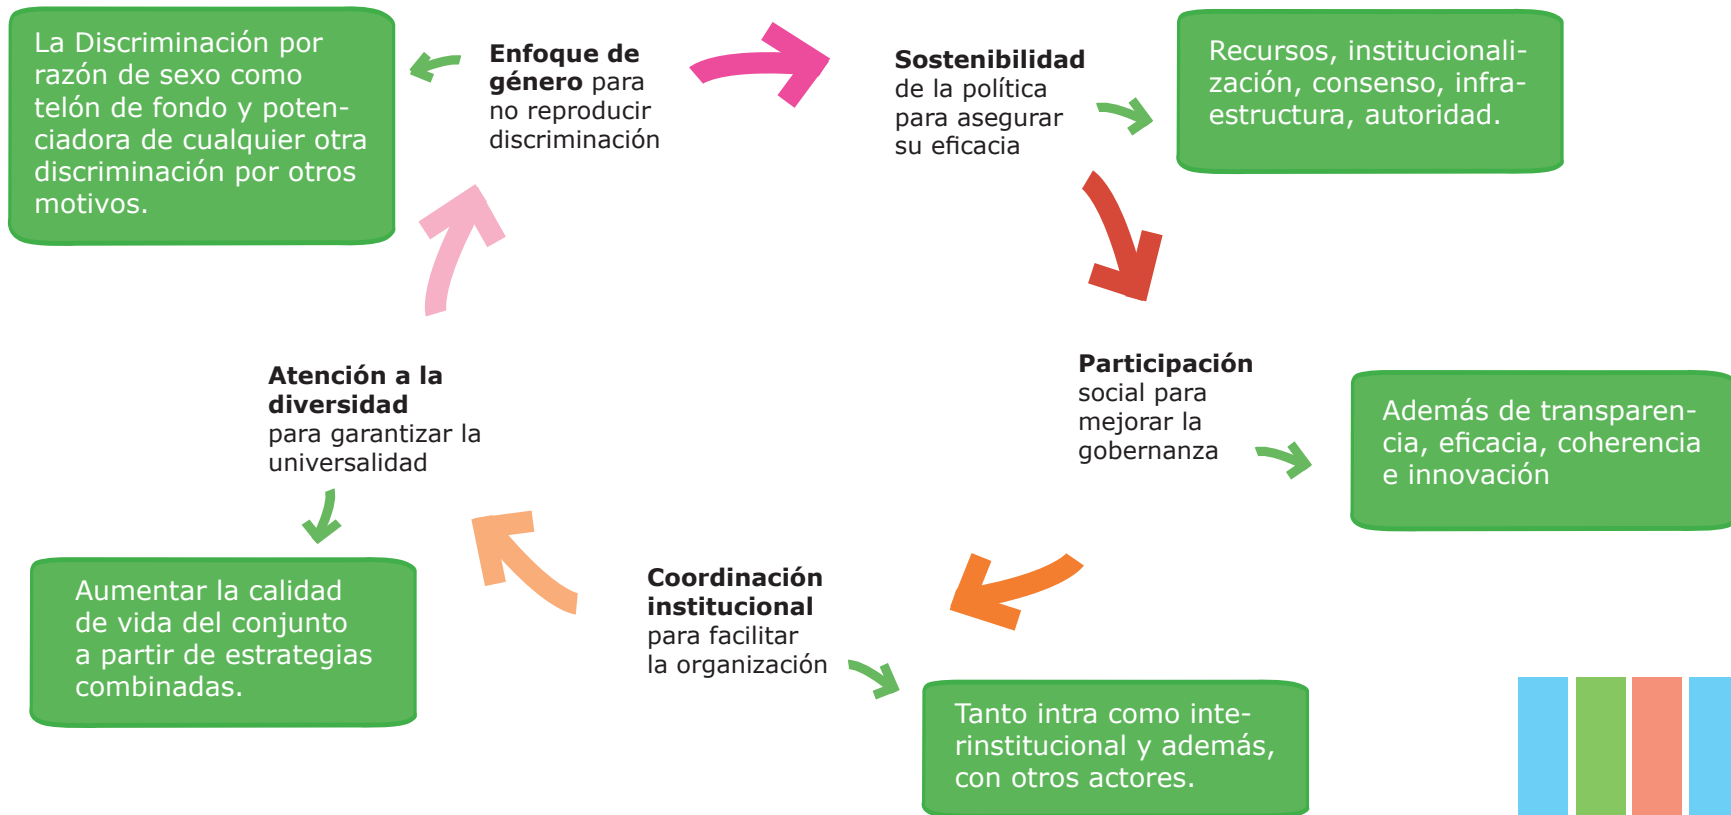 La Discriminación por
razón de sexo como
telón de fondo y poten-
ciadora de cualquier otra
discriminación por otros
motivos.
Enfoque de
género para
no reproducir
discriminación
Sostenibilidad
de la política
para asegurar
su eficacia
Recursos, institucionali-
zación, consenso, infra-
estructura, autoridad.
Participación
social para
mejorar la
gobernanza
Además de transparen-
cia, eficacia, coherencia
e innovación
Coordinación
institucional
para facilitar
la organización
Tanto intra como inte-
rinstitucional y además,
con otros actores.
Atención a la
diversidad
para garantizar la
universalidad
Aumentar la calidad
de vida del conjunto
a partir de estrategias
combinadas.